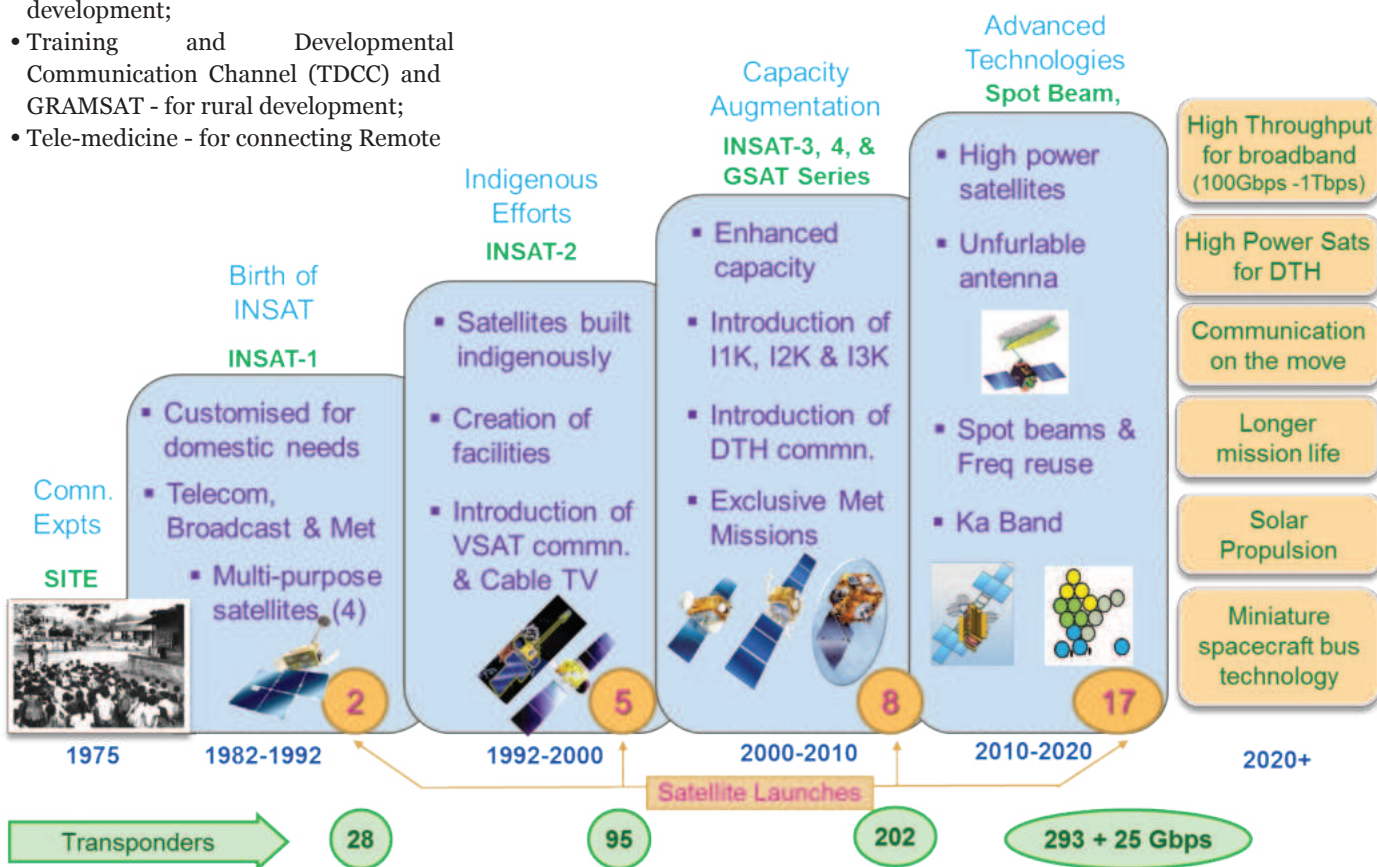 development;
• Training and Developmental
Communication Channel (TDCC) and
GRAMSAT - for rural development;
• Tele-medicine - for connecting Remote
Comn.
Expts
SITE
1975
Birth of
INSAT
INSAT-1
▪ Customised for
domestic needs
▪ Telecom,
Broadcast & Met
▪ Multi-purpose
satellites (4)
2
1982-1992
Indigenous
Efforts
INSAT-2
▪ Satellites built
indigenously
▪ Creation of
facilities
▪ Introduction of
VSAT commn.
& Cable TV
5
1992-2000
Capacity
Augmentation
INSAT-3, 4, &
GSAT Series
▪ Enhanced
capacity
▪ Introduction of
I1K, I2K & I3K
▪ Introduction of
DTH commn.
▪ Exclusive Met
Missions
8
2000-2010
Advanced
Technologies
Spot Beam,
▪ High power
satellites
▪ Unfurlable
antenna
▪ Spot beams &
Freq reuse
▪ Ka Band
17
2010-2020
High Throughput
for broadband
(100Gbps -1Tbps)
High Power Sats
for DTH
Communication
on the move
Longer
mission life
Solar
Propulsion
Miniature
spacecraft bus
technology
2020+
Satellite Launches
Transponders
28
95
202
293 + 25 Gbps